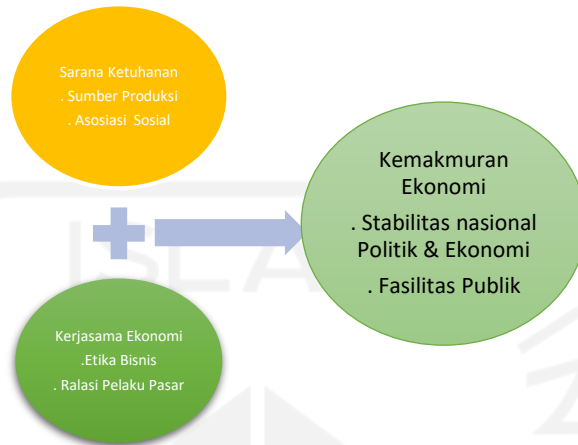 Sarana Ketuhanan
. Sumber Produksi
. Asosiasi Sosial
Kemakmuran
Ekonomi
. Stabilitas nasional
Politik & Ekonomi
. Fasilitas Publik
Kerjasama Ekonomi
.Etika Bisnis
. Ralasi Pelaku Pasar